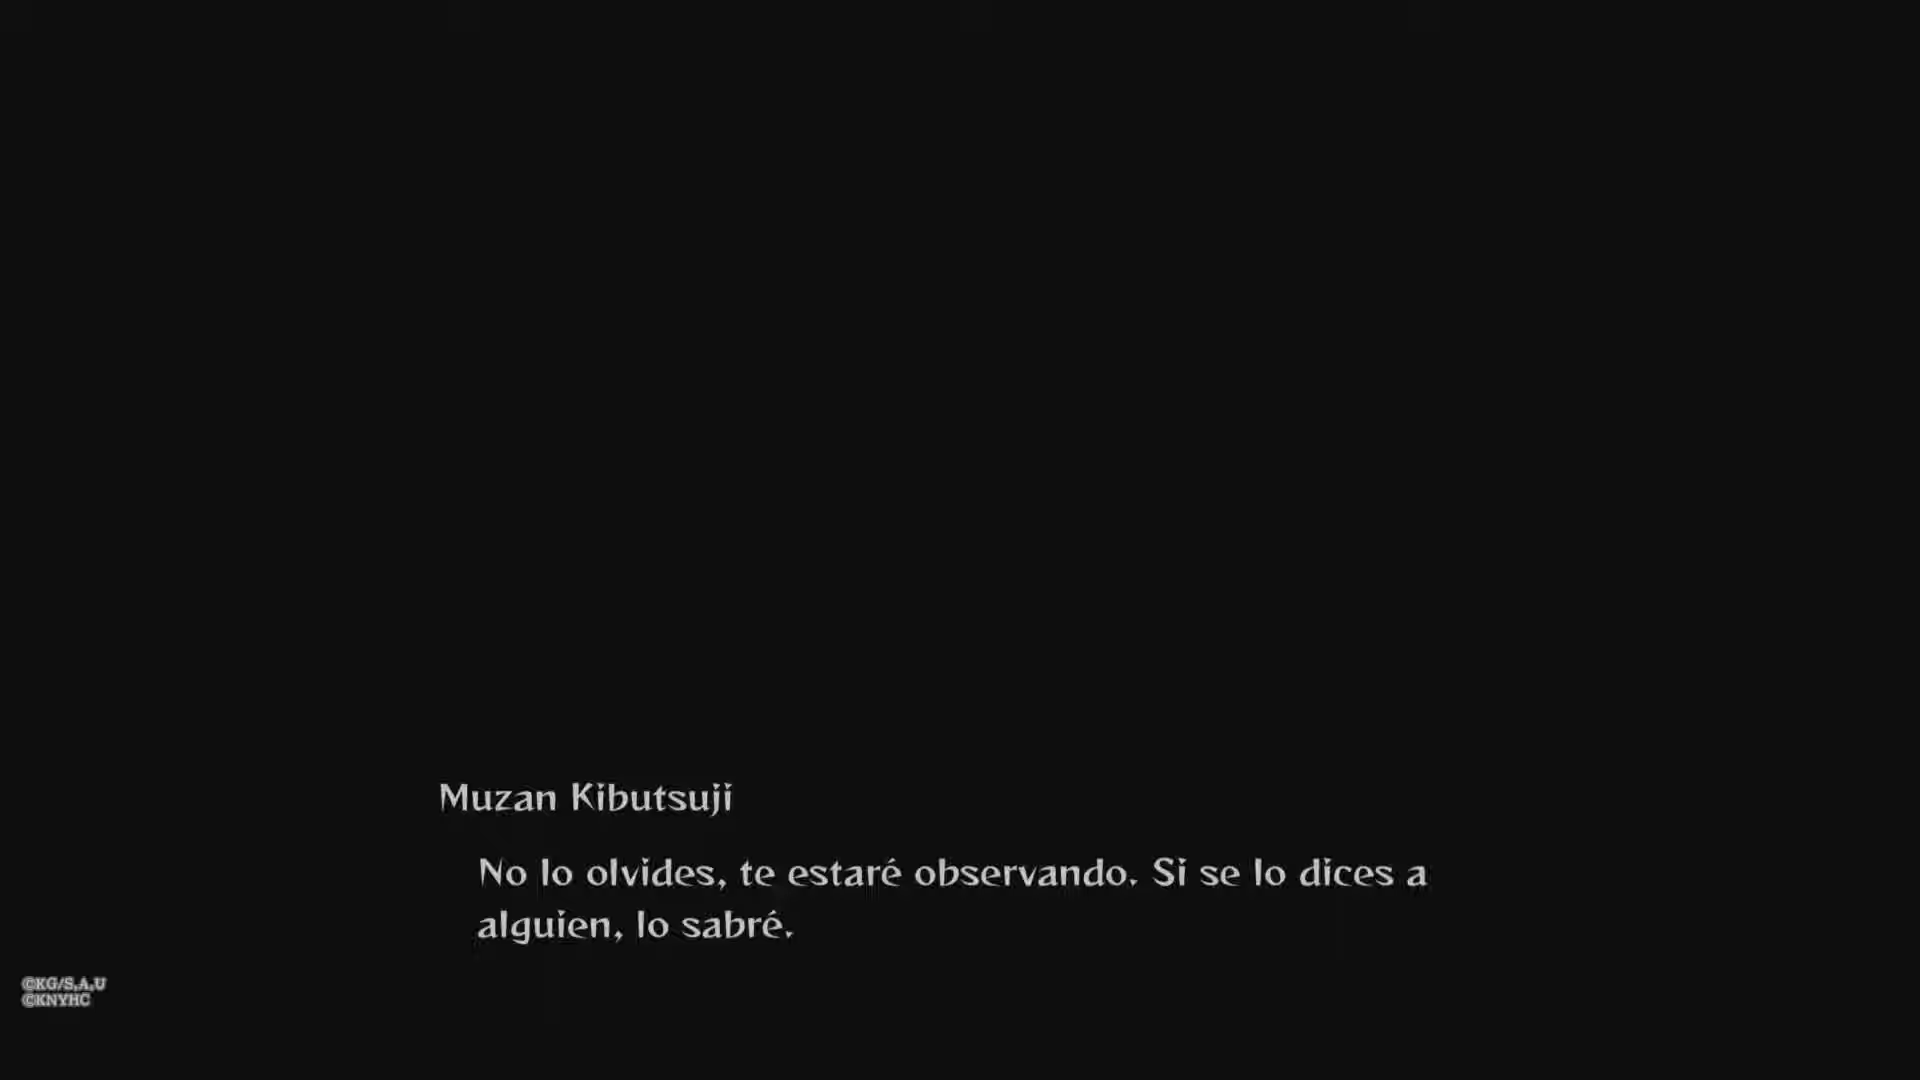 Muzan Kibutsuji
No lo olvides, te estaré observando. Si se lo dices a
alguien, lo sabré.
©KG/S,A,U
©KNYHC